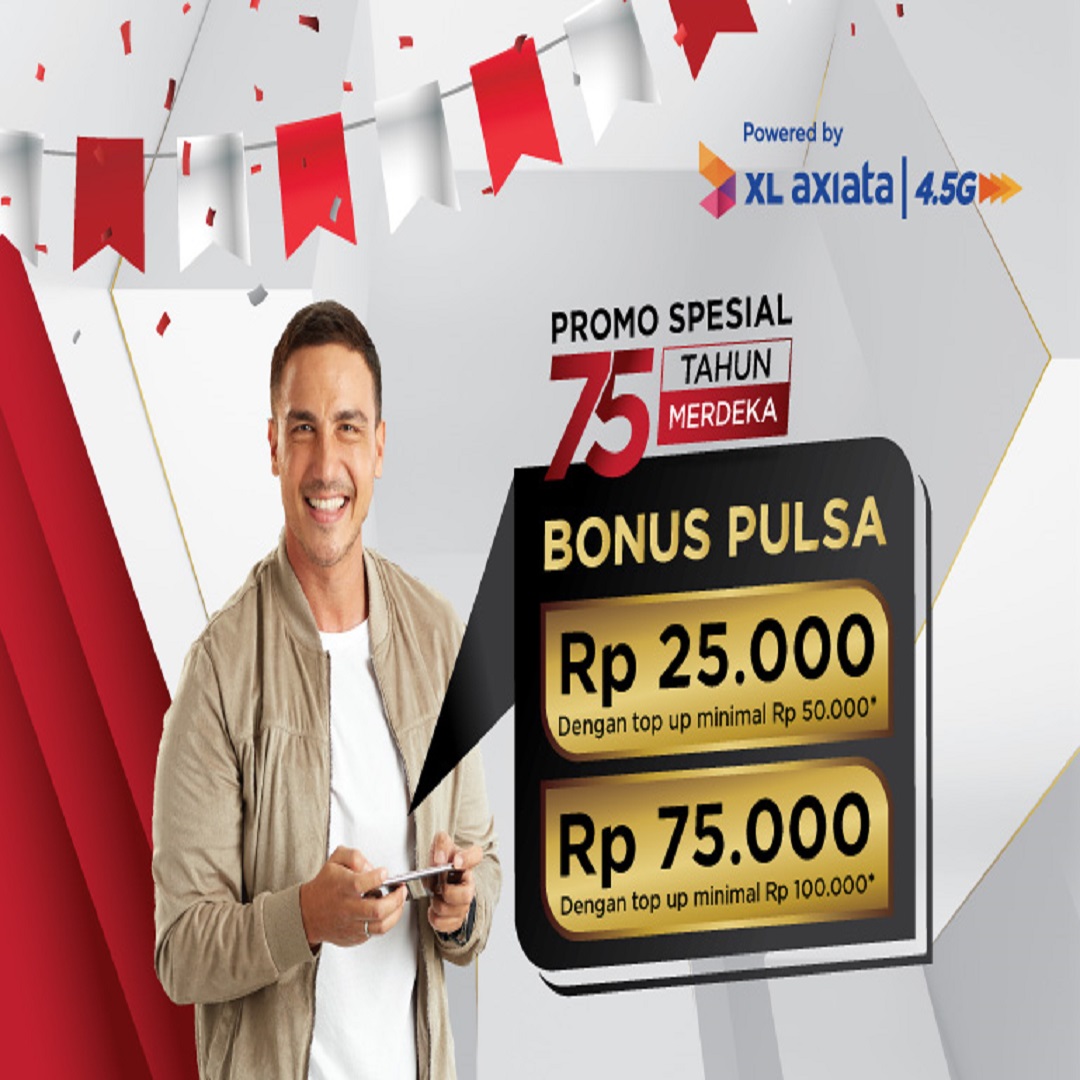 Powered by
XL axiata | 4.5G
PROMO SPESIAL
75 TAHUN
MERDEKA
BONUS PULSA
Rp 25.000
Dengan top up minimal Rp 50.000*
Rp 75.000
Dengan top up minimal Rp 100.000*